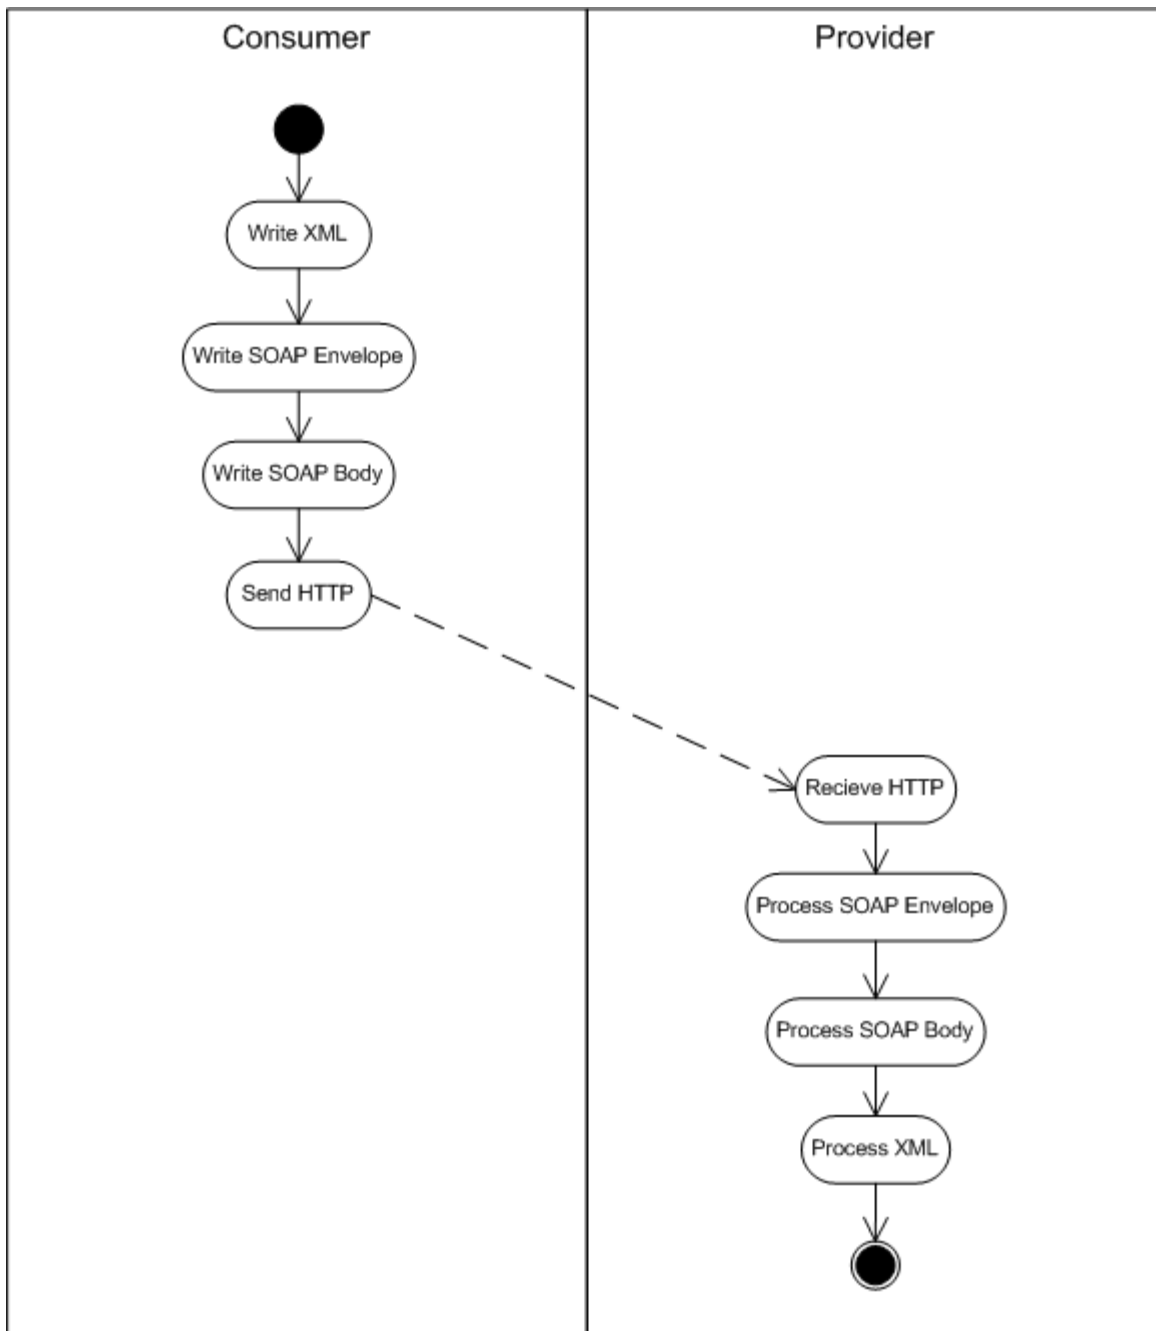 Consumer
Provider
Write XML
Write SOAP Envelope
Write SOAP Body
Send HTTP
Recieve HTTP
Process SOAP Envelope
Process SOAP Body
Process XML